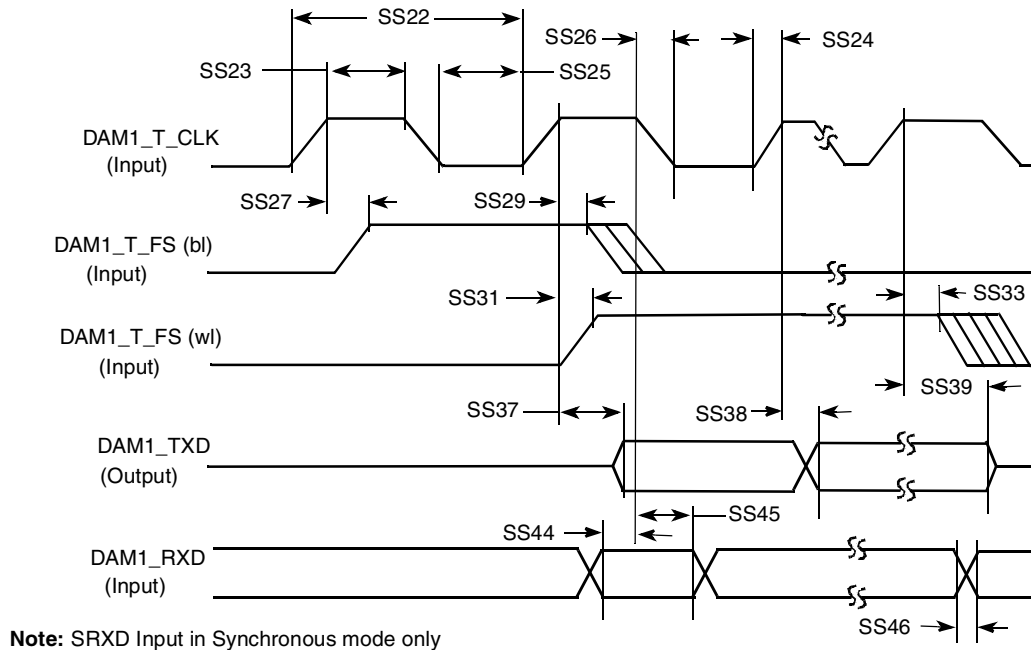 SS22
SS26
SS24
SS23
SS25
DAM1_T_CLK
(Input)
SS27
SS29
DAM1_T_FS (bl)
(Input)
SS31
SS33
DAM1_T_FS (wl)
(Input)
SS39
SS37
SS38
DAM1_TXD
(Output)
SS44
SS45
DAM1_RXD
(Input)
SS46
Note: SRXD Input in Synchronous mode only